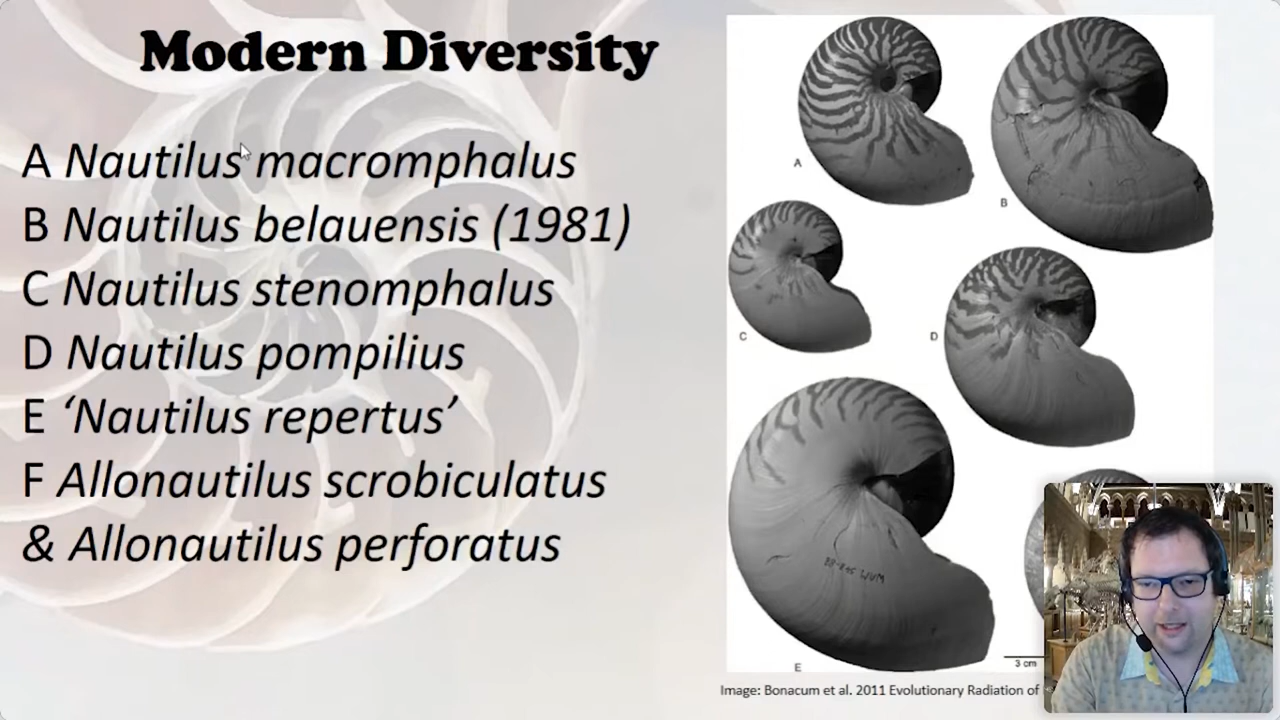 Modern Diversity
A Nautilus macromphalus
B Nautilus belauensis (1981)
C Nautilus stenomphalus
D Nautilus pompilius
E ‘Nautilus repertus’
F Allonautilus scrobiculatus
& Allonautilus perforatus
A
B
C
D
E
3 cm
Image: Bonacum et al. 2011 Evolutionary Radiation of